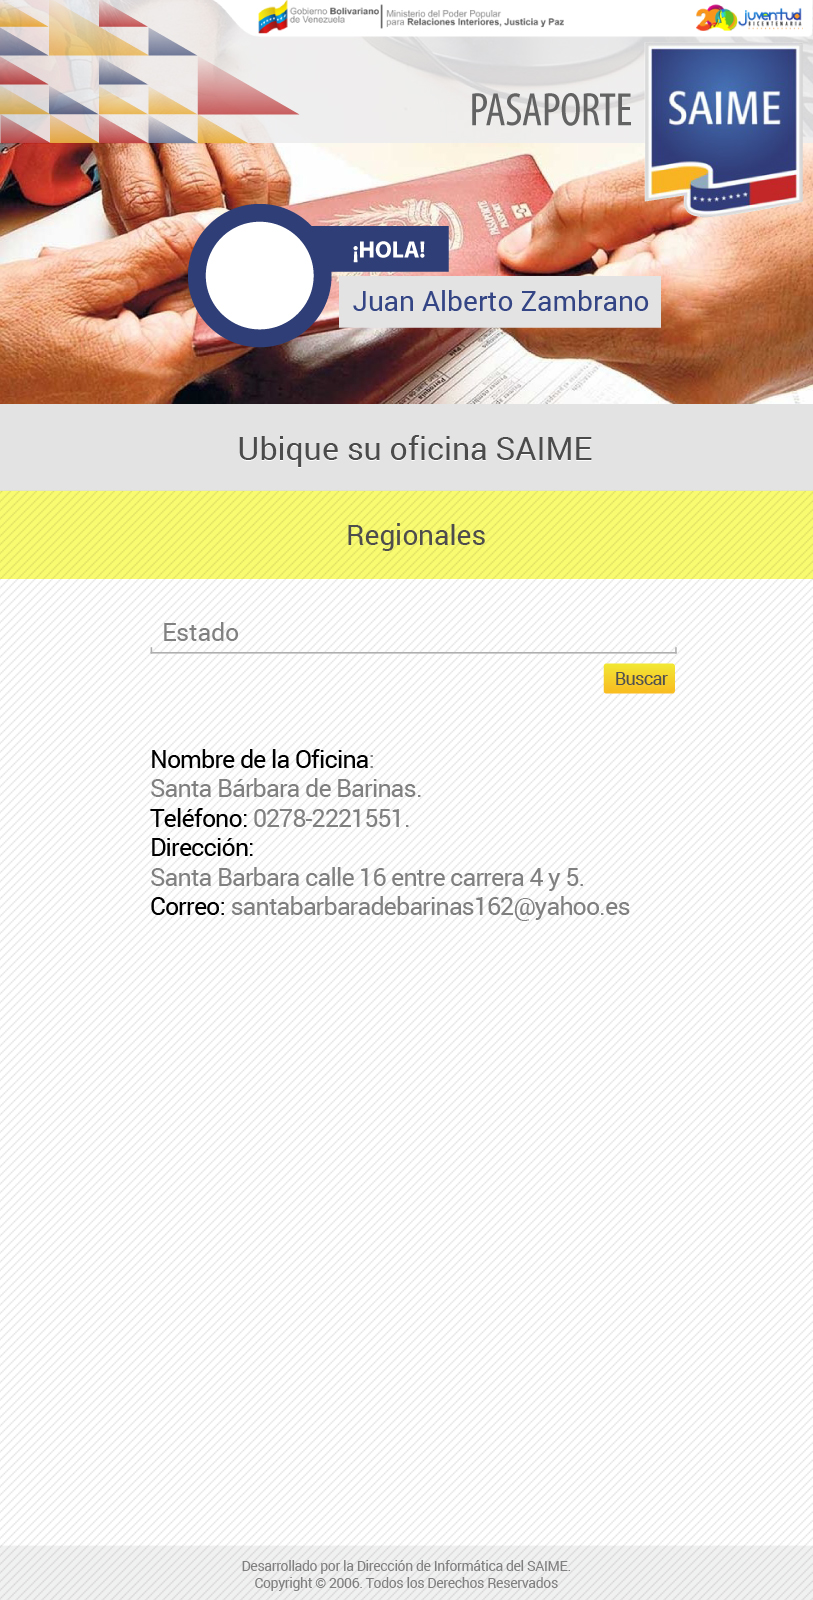 Gobierno Bolivariano
de Venezuela
Ministerio del Poder Popular
para Relaciones Interiores, Justicia y Paz
200 juventud
BICENTENARIA
PASAPORTE
SAIME
PASAPORTE
¡HOLA!
Juan Alberto Zambrano
Ubique su oficina SAIME
Regionales
Estado
Buscar
Nombre de la Oficina:
Santa Bárbara de Barinas.
Teléfono: 0278-2221551.
Dirección:
Santa Barbara calle 16 entre carrera 4 y 5.
Correo: santabarbaradebarinas162@yahoo.es
Desarrollado por la Dirección de Informática del SAIME.
Copyright © 2006. Todos los Derechos Reservados